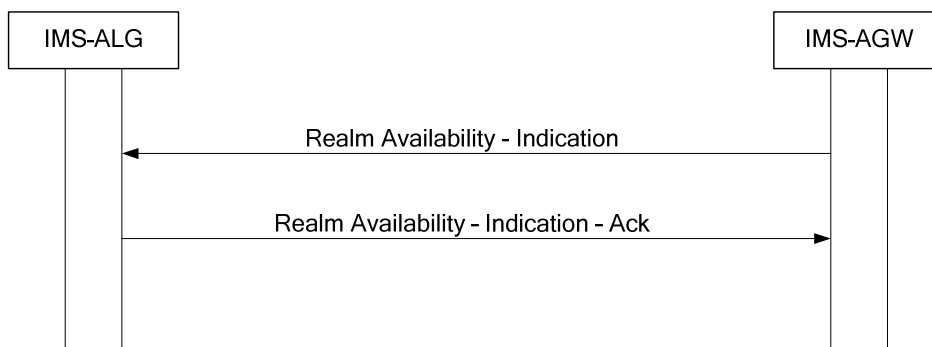 IMS-ALG
IMS-AGW
Realm Availability - Indication
Realm Availability - Indication - Ack